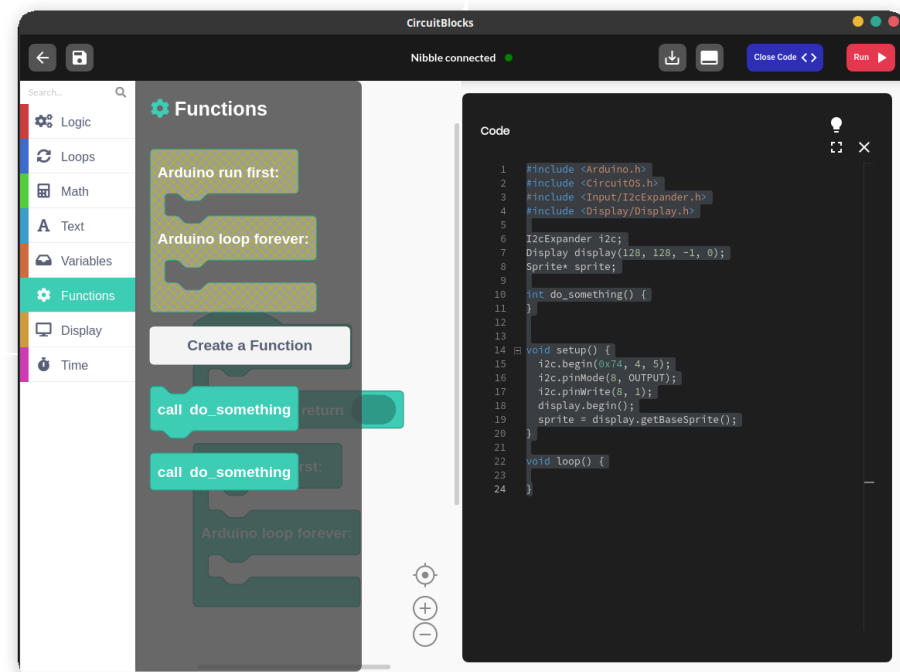 CircuitBlocks
Nibble connected
Close Code
Run
Search...
Logic
Loops
Math
A Text
Variables
Functions
Display
Time
Functions
Arduino run first:
Arduino loop forever:
Create a Function
call do_something
return
call do_something
rst:
Arduino loop forever:
Code
1 #include <Arduino.h>
2 #include <CircuitOS.h>
3 #include <Input/I2cExpander.h>
4 #include <Display/Display.h>
5
6 I2cExpander i2c;
7 Display display(128, 128, -1, 0);
8 Sprite* sprite;
9
10 int do_something() {
11 }
12
13
14 void setup() {
15 i2c.begin(0x74, 4, 5);
16 i2c.pinMode(8, OUTPUT);
17 i2c.pinWrite(8, 1);
18 display.begin();
19 sprite = display.getBaseSprite();
20 }
21
22 void loop() {
23
24 }